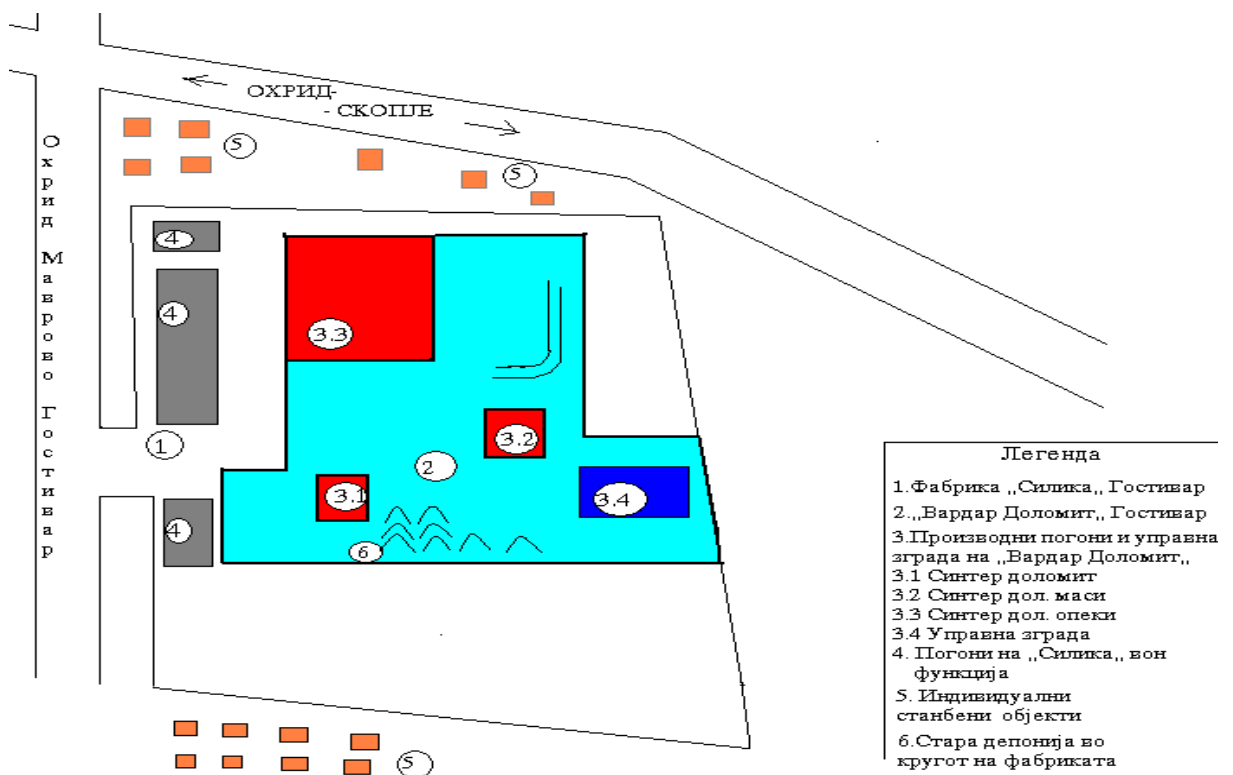 ОХРИД-
- СКОПЈЕ
5
5
Охрид Маврово Гостивар
4
4
3.3
1
3.2
2
3.1
3.4
4
6
5
Легенда
1.Фабрика ,,Силика,, Гостивар
2.,,Вардар Доломит,, Гостивар
3.Производни погони и управна
зграда на ,,Вардар Доломит,,
3.1 Синтер доломит
3.2 Синтер дол. маси
3.3 Синтер дол. опеки
3.4 Управна зграда
4. Погони на ,,Силика,, вон
функција
5. Индивидуални
станбени објекти
6.Стара депонија во
кругот на фабриката